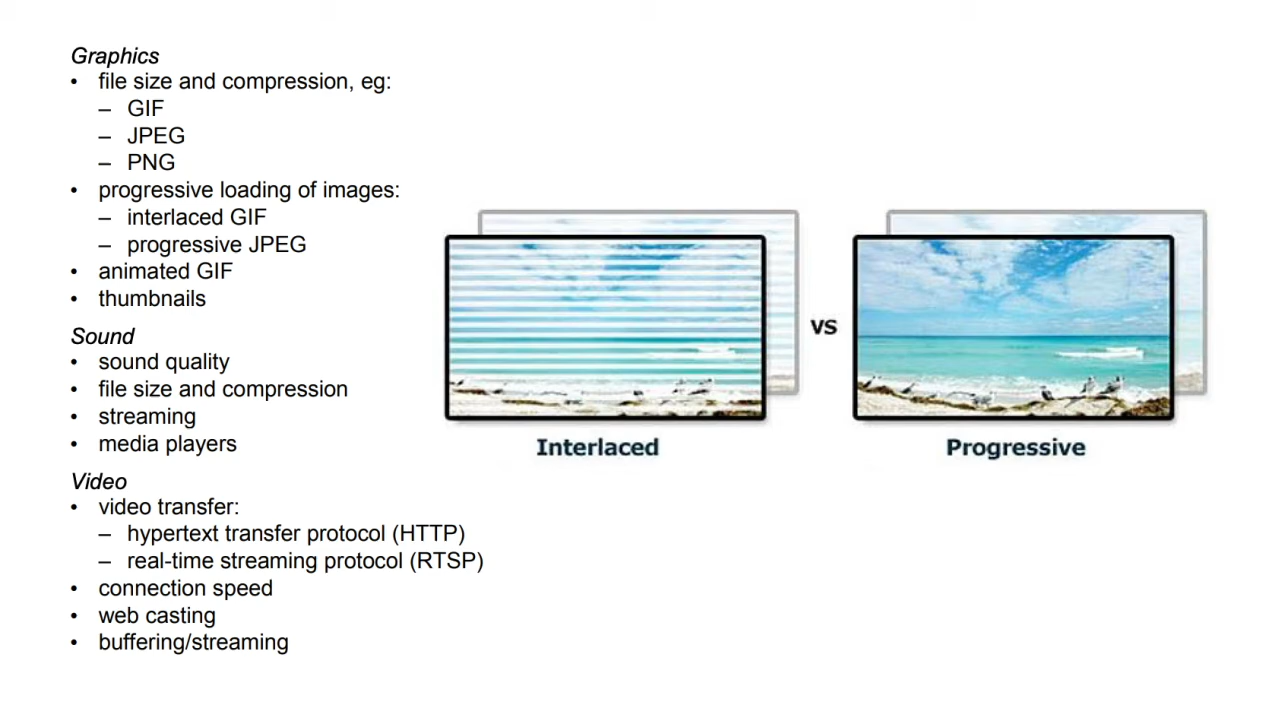 Graphics
• file size and compression, eg:
– GIF
– JPEG
– PNG
• progressive loading of images:
– interlaced GIF
– progressive JPEG
• animated GIF
• thumbnails
Sound
• sound quality
• file size and compression
• streaming
• media players
Video
• video transfer:
– hypertext transfer protocol (HTTP)
– real-time streaming protocol (RTSP)
• connection speed
• web casting
• buffering/streaming
vs
Interlaced
Progressive